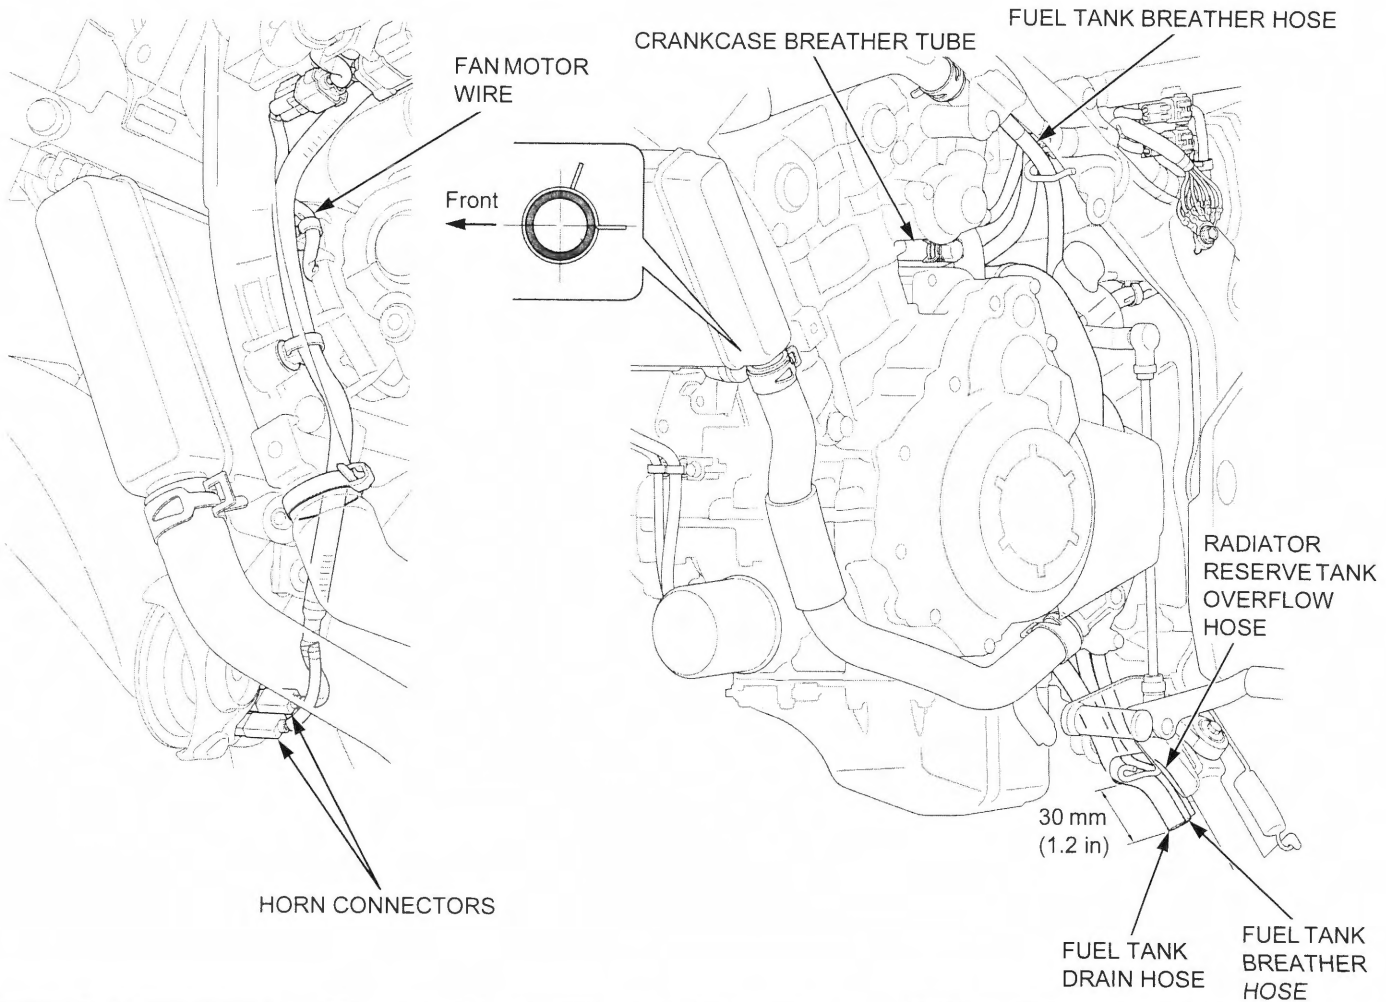 FUEL TANK BREATHER HOSE
CRANKCASE BREATHER TUBE
FAN MOTOR
WIRE
Front
RADIATOR
RESERVE TANK
OVERFLOW
HOSE
30 mm
(1.2 in)
HORN CONNECTORS
FUEL TANK
DRAIN HOSE
FUEL TANK
BREATHER
HOSE